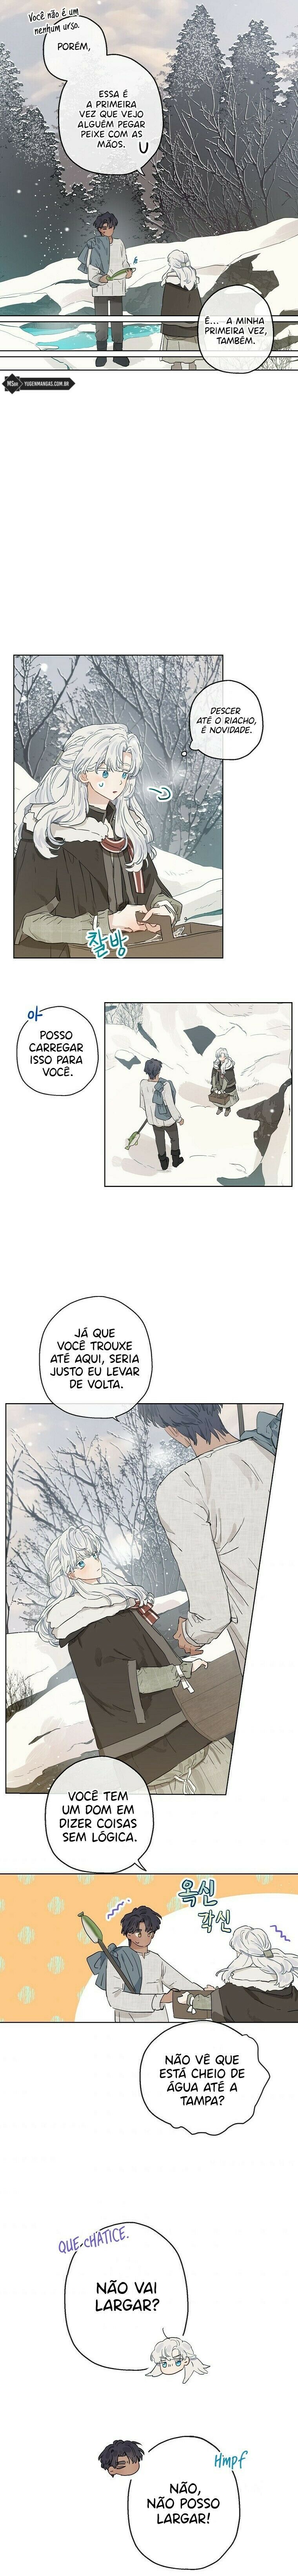 Você não é um
nenhum urso.
PORÉM,
ESSA É
A PRIMEIRA
VEZ QUE VEJO
ALGUÉM PEGAR
PEIXE COM AS
MÃOS.
É... A MINHA
PRIMEIRA VEZ,
TAMBÉM.
MSBR YUGENMANGAS.COM.BR
DESCER
ATÉ O RIACHO,
É NOVIDADE.
찰방
아
POSSO
CARREGAR
ISSO PARA
VOCÊ.
JÁ QUE
VOCÊ TROUXE
ATÉ AQUI, SERIA
JUSTO EU LEVAR
DE VOLTA.
VOCÊ TEM
UM DOM EM
DIZER COISAS
SEM LÓGICA.
옥신
각신
NÃO VÊ QUE
ESTÁ CHEIO DE
ÁGUA ATÉ A
TAMPA?
QUE CHATICE.
NÃO VAI
LARGAR?
Hmpf
NÃO,
NÃO POSSO
LARGAR!